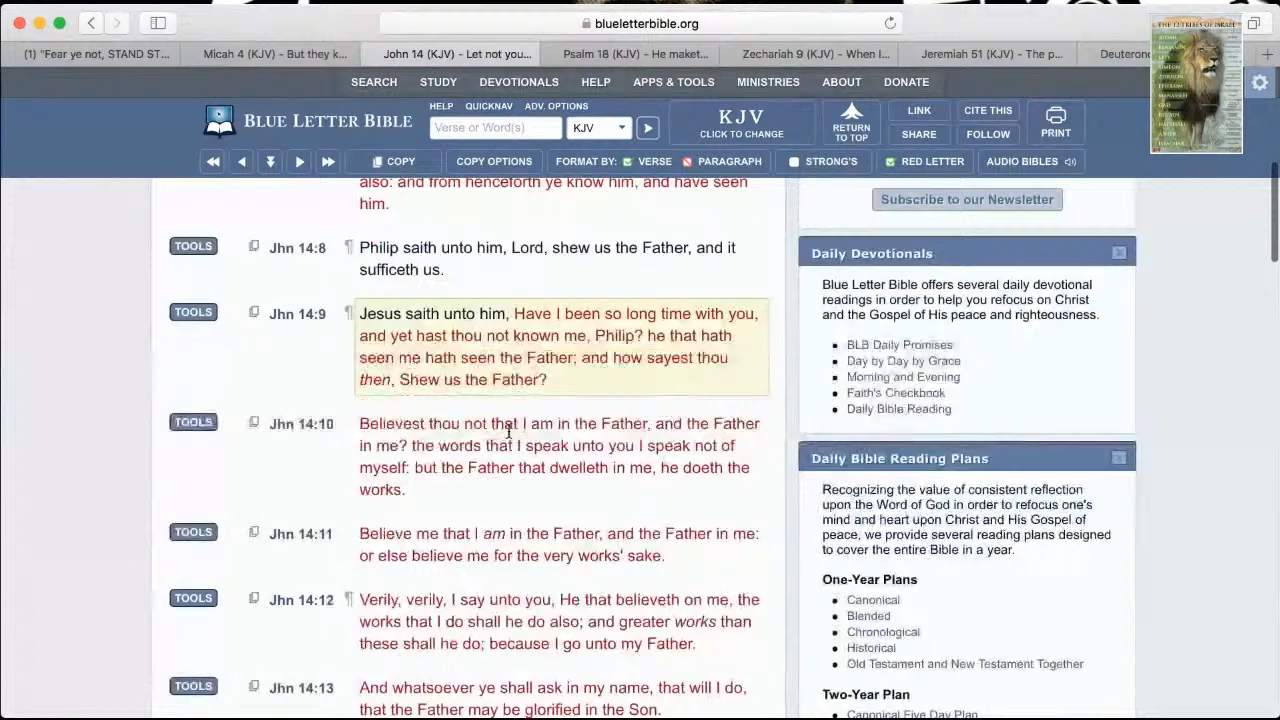 blueletterbible.org
(1) "Fear ye not, STAND ST...
Micah 4 (KJV) - But they k...
John 14 (KJV) - not you...
Psalm 18 (KJV) - He maket...
Zechariah 9 (KJV) - When I...
Jeremiah 51 (KJV) - The p...
Deuterono
THE 12 TRIBES OF ISRAEL
SEARCH STUDY DEVOTIONALS HELP APPS & TOOLS MINISTRIES ABOUT DONATE
BLUE LETTER BIBLE
HELP QUICKNAV ADV. OPTIONS
Verse or Word(s)
KJV
KJV
CLICK TO CHANGE
RETURN
TO TOP
LINK
CITE THIS
SHARE
FOLLOW
PRINT
COPY COPY OPTIONS FORMAT BY: VERSE PARAGRAPH STRONG'S RED LETTER AUDIO BIBLES
also: and from henceforth ye know him, and have seen
him.
TOOLS Jhn 14:8 ¶ Philip saith unto him, Lord, shew us the Father, and it
sufficeth us.
TOOLS Jhn 14:9 ¶ Jesus saith unto him, Have I been so long time with you,
and yet hast thou not known me, Philip? he that hath
seen me hath seen the Father; and how sayest thou
then, Shew us the Father?
TOOLS Jhn 14:10 Believest thou not that I am in the Father, and the Father
in me? the words that I speak unto you I speak not of
myself: but the Father that dwelleth in me, he doeth the
works.
TOOLS Jhn 14:11 Believe me that I am in the Father, and the Father in me:
or else believe me for the very works' sake.
TOOLS Jhn 14:12 ¶ Verily, verily, I say unto you, He that believeth on me, the
works that I do shall he do also; and greater works than
these shall he do; because I go unto my Father.
TOOLS Jhn 14:13 And whatsoever ye shall ask in my name, that will I do,
that the Father may be glorified in the Son.
Subscribe to our Newsletter
Daily Devotionals
Blue Letter Bible offers several daily devotional
readings in order to help you refocus on Christ
and the Gospel of His peace and righteousness.
BLB Daily Promises
Day by Day by Grace
Morning and Evening
Faith's Checkbook
Daily Bible Reading
Daily Bible Reading Plans
Recognizing the value of consistent reflection
upon the Word of God in order to refocus one's
mind and heart upon Christ and His Gospel of
peace, we provide several reading plans designed
to cover the entire Bible in a year.
One-Year Plans
Canonical
Blended
Chronological
Historical
Old Testament and New Testament Together
Two-Year Plan
Canonical Five Day Plan